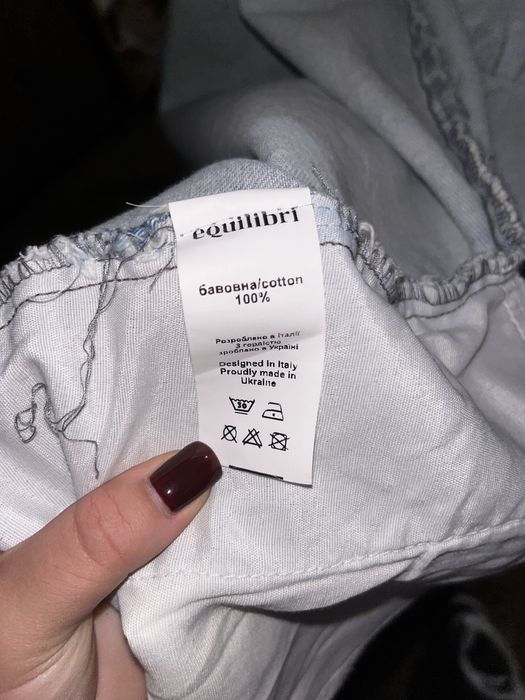 equilibri
бавовна/cotton
100%
Розроблено в Італії
З гордістю
зроблено в Україні
Designed in Italy
Proudly made in
Ukraine
30